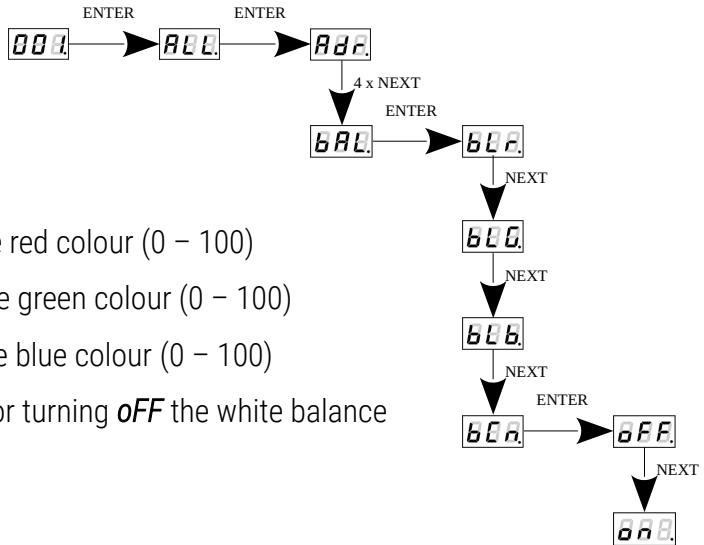 ENTER ENTER
001. ALL. Adr.
4 x NEXT
ENTER
bAL. bLr.
NEXT
bLG.
e red colour (0 – 100)
NEXT
e green colour (0 – 100)
bLb.
e blue colour (0 – 100)
NEXT
ENTER
or turning oFF the white balance
bCn. oFF.
NEXT
on.